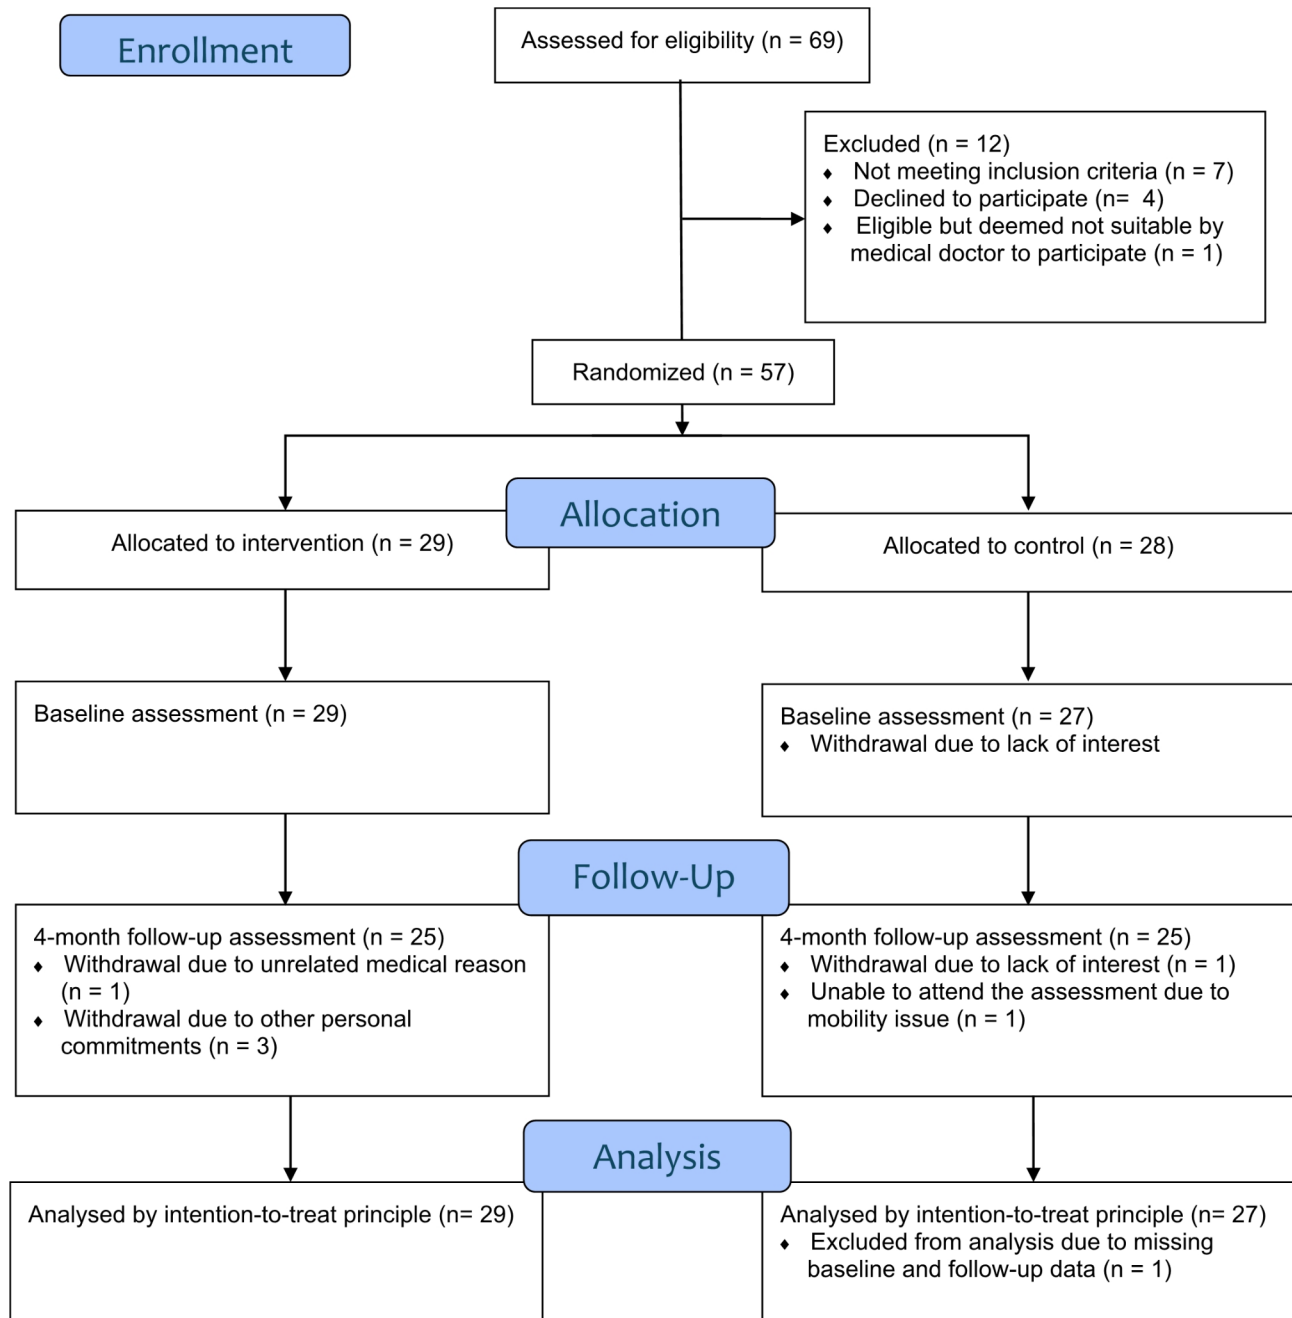 Enrollment
Assessed for eligibility (n = 69)
Excluded (n = 12)
♦ Not meeting inclusion criteria (n = 7)
♦ Declined to participate (n=  4)
♦ Eligible but deemed not suitable by
medical doctor to participate (n = 1)
Randomized (n = 57)
Allocation
Allocated to intervention (n = 29)
Allocated to control (n = 28)
Baseline assessment (n = 29)
Baseline assessment (n = 27)
♦ Withdrawal due to lack of interest
Follow-Up
4-month follow-up assessment (n = 25)
♦ Withdrawal due to unrelated medical reason
(n = 1)
♦ Withdrawal due to other personal
commitments (n = 3)
4-month follow-up assessment (n = 25)
♦ Withdrawal due to lack of interest (n = 1)
♦ Unable to attend the assessment due to
mobility issue (n = 1)
Analysis
Analysed by intention-to-treat principle (n= 29)
Analysed by intention-to-treat principle (n= 27)
♦ Excluded from analysis due to missing
baseline and follow-up data (n = 1)